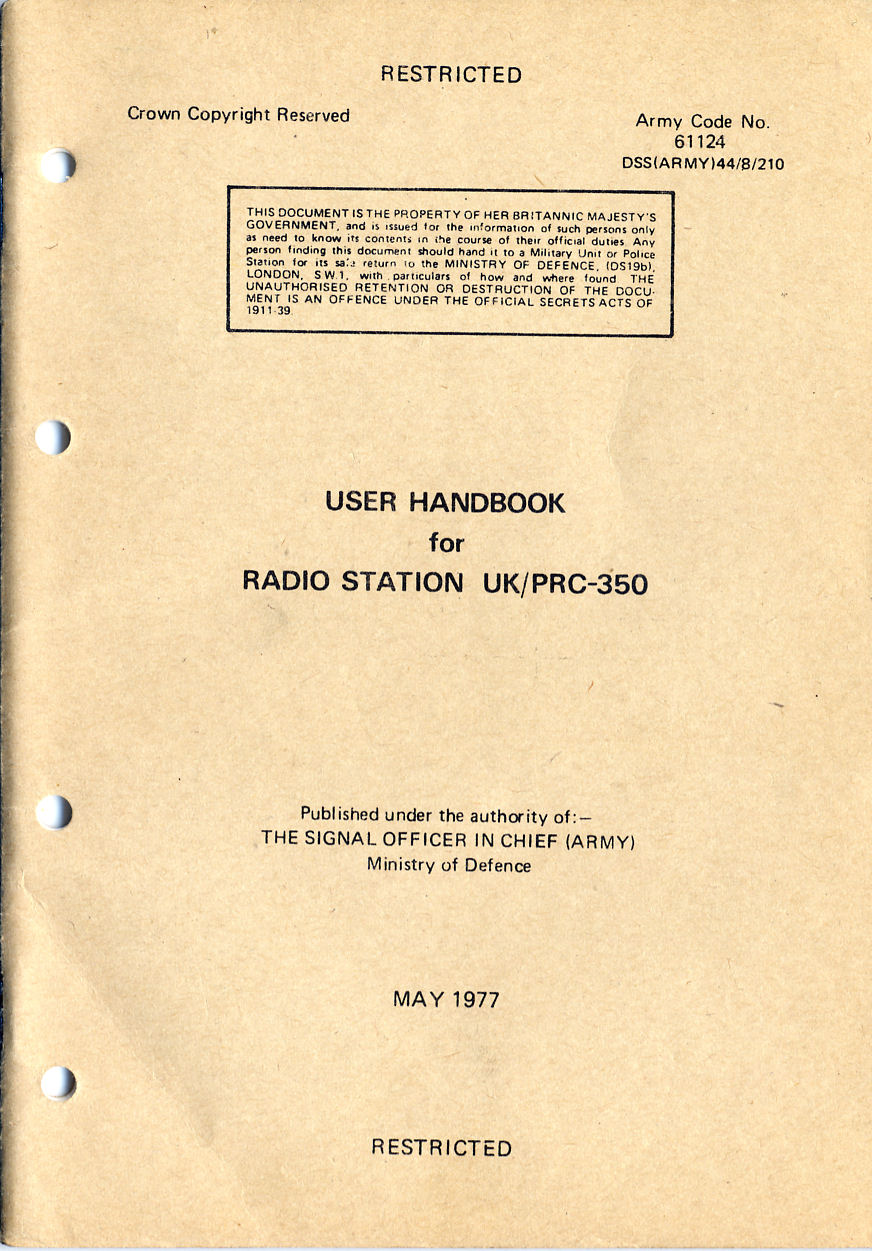 RESTRICTED
Crown Copyright Reserved
Army Code No.
61124
DSS(ARMY)44/8/210
THIS DOCUMENT IS THE PROPERTY OF HER BRITANNIC MAJESTY'S
GOVERNMENT, and is issued for the information of such persons only
as need to know its contents in the course of their official duties. Any
person finding this document should hand it to a Military Unit or Police
Station for its safe return to the MINISTRY OF DEFENCE, (DS19b),
LONDON, S W.1, with particulars of how and where found THE
UNAUTHORISED RETENTION OR DESTRUCTION OF THE DOCU-
MENT IS AN OFFENCE UNDER THE OFFICIAL SECRETS ACTS OF
1911-39.
USER HANDBOOK
for
RADIO STATION UK/PRC-350
Published under the authority of:—
THE SIGNAL OFFICER IN CHIEF (ARMY)
Ministry of Defence
MAY 1977
RESTRICTED